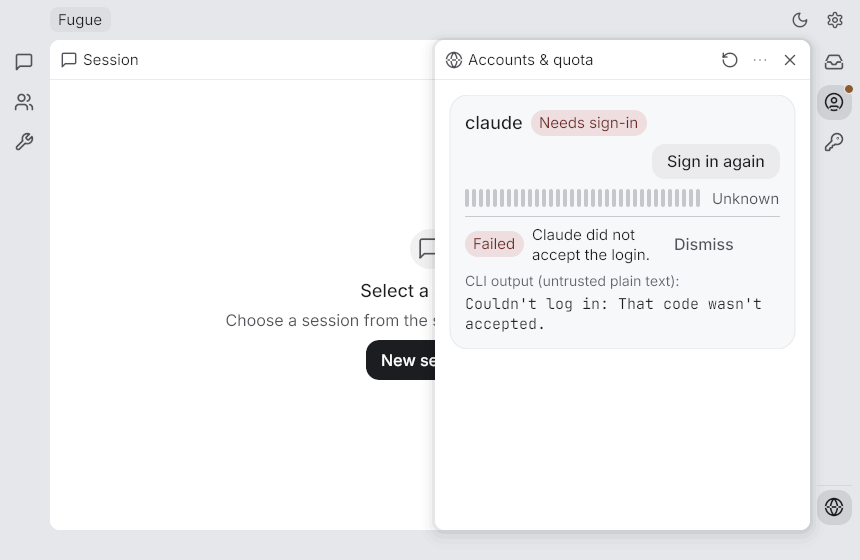 Fugue
Session
Accounts & quota
claude
Needs sign-in
Sign in again
Unknown
Failed
Claude did not
accept the login.
Dismiss
CLI output (untrusted plain text):
Couldn't log in: That code wasn't
accepted.
Select a
Choose a session from the
New